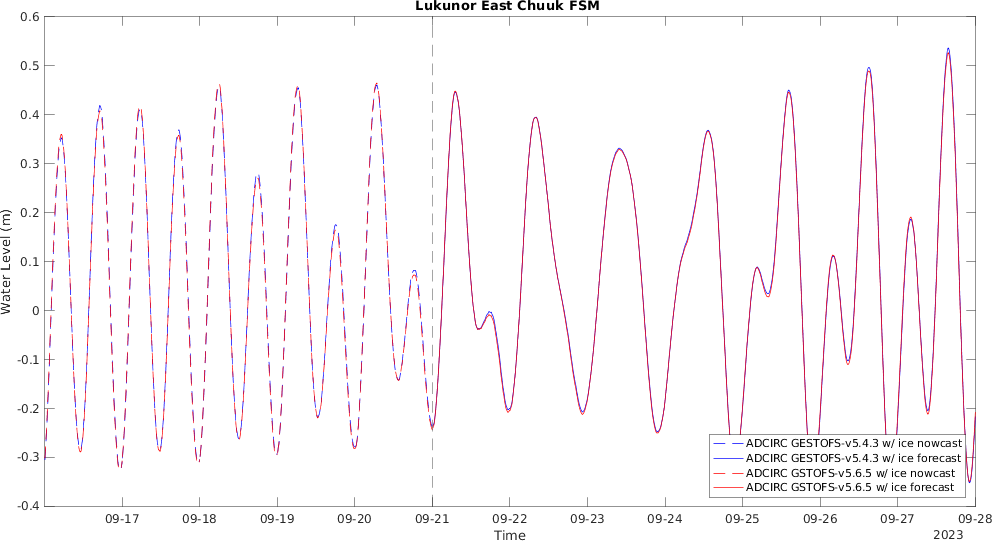 Lukunor East Chuuk FSM
0.6
0.5
0.4
0.3
0.2
0.1
0
-0.1
-0.2
-0.3
-0.4
Water Level (m)
ADCIRC GESTOFS-v5.4.3 w/ ice nowcast
ADCIRC GESTOFS-v5.4.3 w/ ice forecast
ADCIRC GSTOFS-v5.6.5 w/ ice nowcast
ADCIRC GSTOFS-v5.6.5 w/ ice forecast
09-17 09-18 09-19 09-20 09-21 09-22 09-23 09-24 09-25 09-26 09-27 09-28
Time
2023